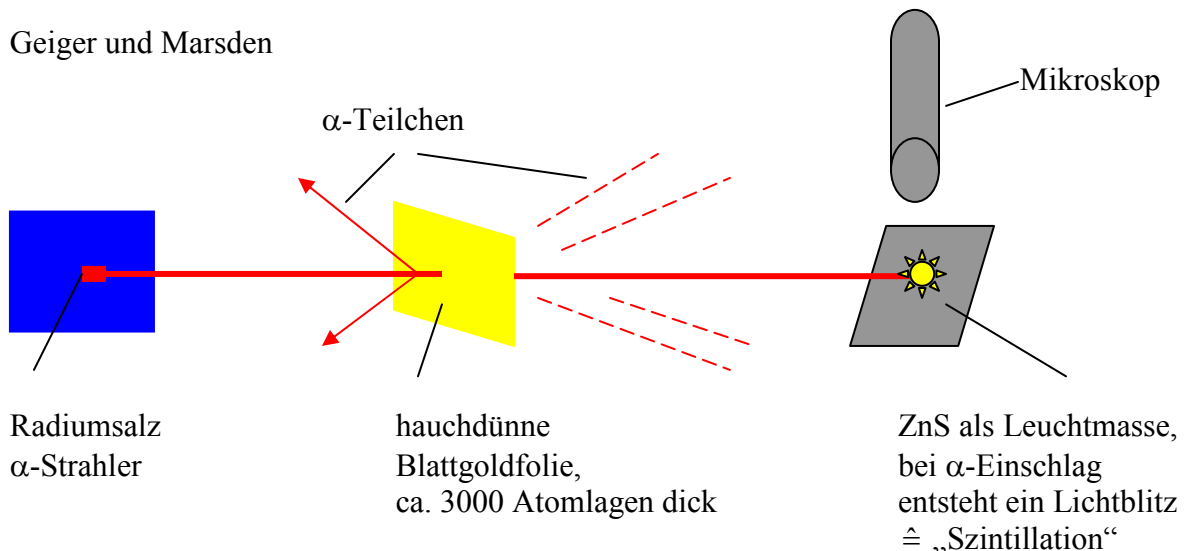 Geiger und Marsden
Mikroskop
α-Teilchen
Radiumsalz
α-Strahler
hauchdünne
Blattgoldfolie,
ca. 3000 Atomlagen dick
ZnS als Leuchtmasse,
bei α-Einschlag
entsteht ein Lichtblitz
≙ „Szintillation“